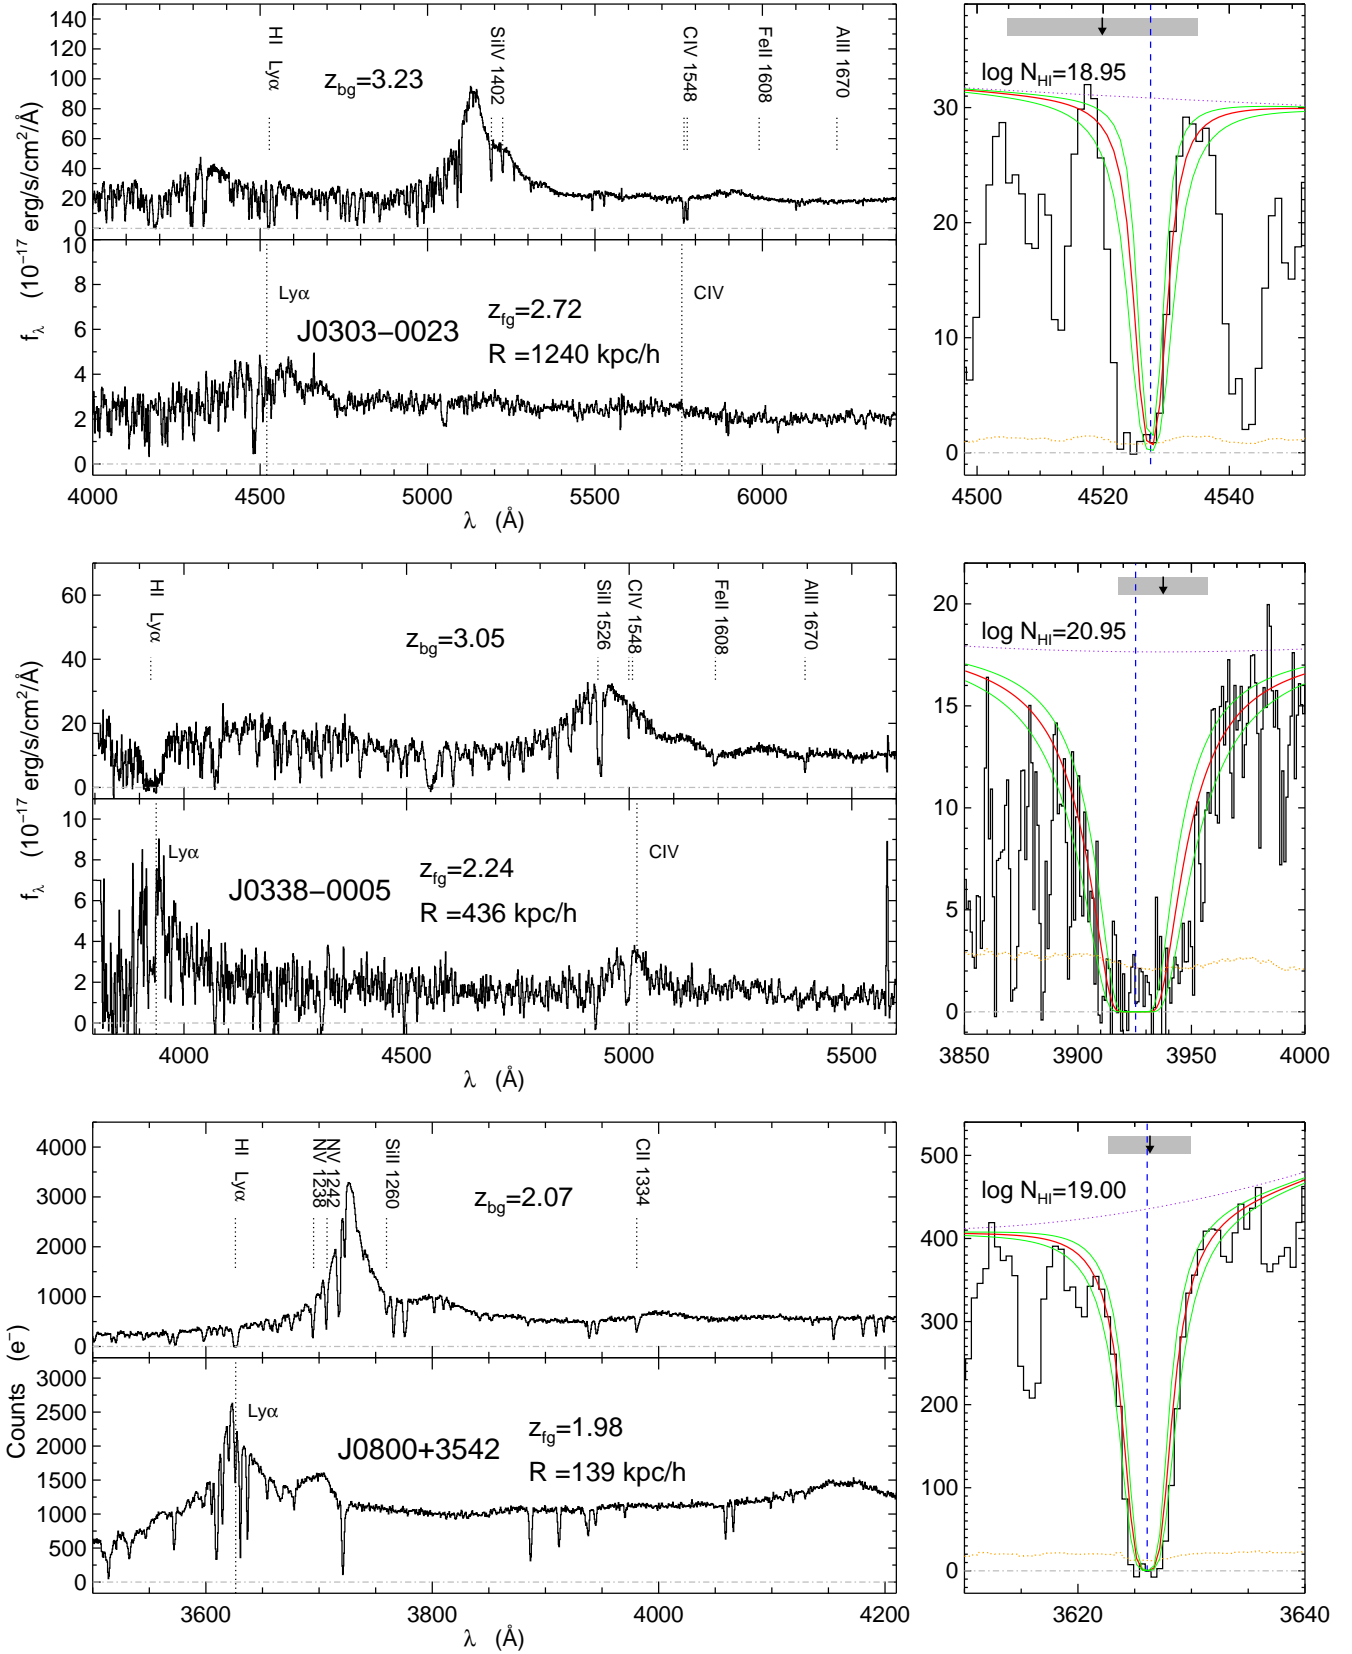 140
120
100
80
60
40
20
0
HI Lyα
SiIV 1402
CIV 1548
FeII 1608
AlII 1670
z_bg=3.23
f_λ (10⁻¹⁷ erg/s/cm²/Å)
10
8
6
4
2
0
Lyα
CIV
J0303−0023
z_fg=2.72
R =1240 kpc/h
4000 4500 5000 5500 6000
λ (Å)
log N_HI=18.95
30
20
10
0
4500 4520 4540
60
40
20
0
HI Lyα
SiII 1526
CIV 1548
FeII 1608
AlII 1670
z_bg=3.05
f_λ (10⁻¹⁷ erg/s/cm²/Å)
10
8
6
4
2
0
Lyα
CIV
J0338−0005
z_fg=2.24
R =436 kpc/h
4000 4500 5000 5500
λ (Å)
log N_HI=20.95
20
15
10
5
0
3850 3900 3950 4000
4000
3000
2000
1000
0
HI Lyα
NV 1238
NV 1242
SiII 1260
CII 1334
z_bg=2.07
Counts (e⁻)
3000
2500
2000
1500
1000
500
0
Lyα
J0800+3542
z_fg=1.98
R =139 kpc/h
3600 3800 4000 4200
λ (Å)
log N_HI=19.00
500
400
300
200
100
0
3620 3640